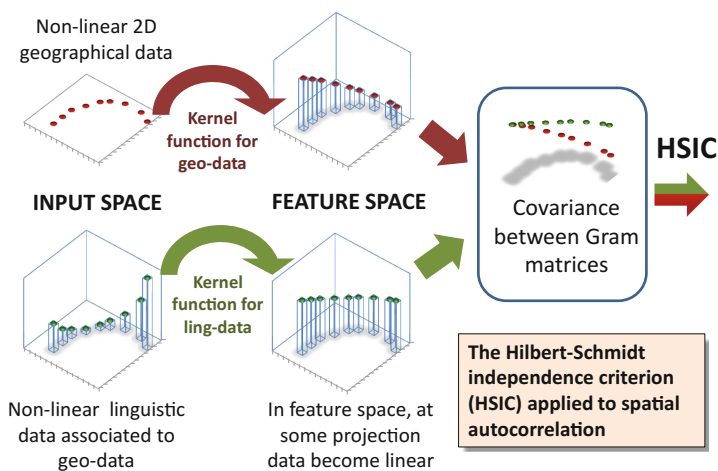 Non-linear 2D
geographical data
Kernel
function for
geo-data
HSIC
INPUT SPACE
FEATURE SPACE
Covariance
between Gram
matrices
Kernel
function for
ling-data
Non-linear linguistic
data associated to
geo-data
In feature space, at
some projection
data become linear
The Hilbert-Schmidt
independence criterion
(HSIC) applied to spatial
autocorrelation